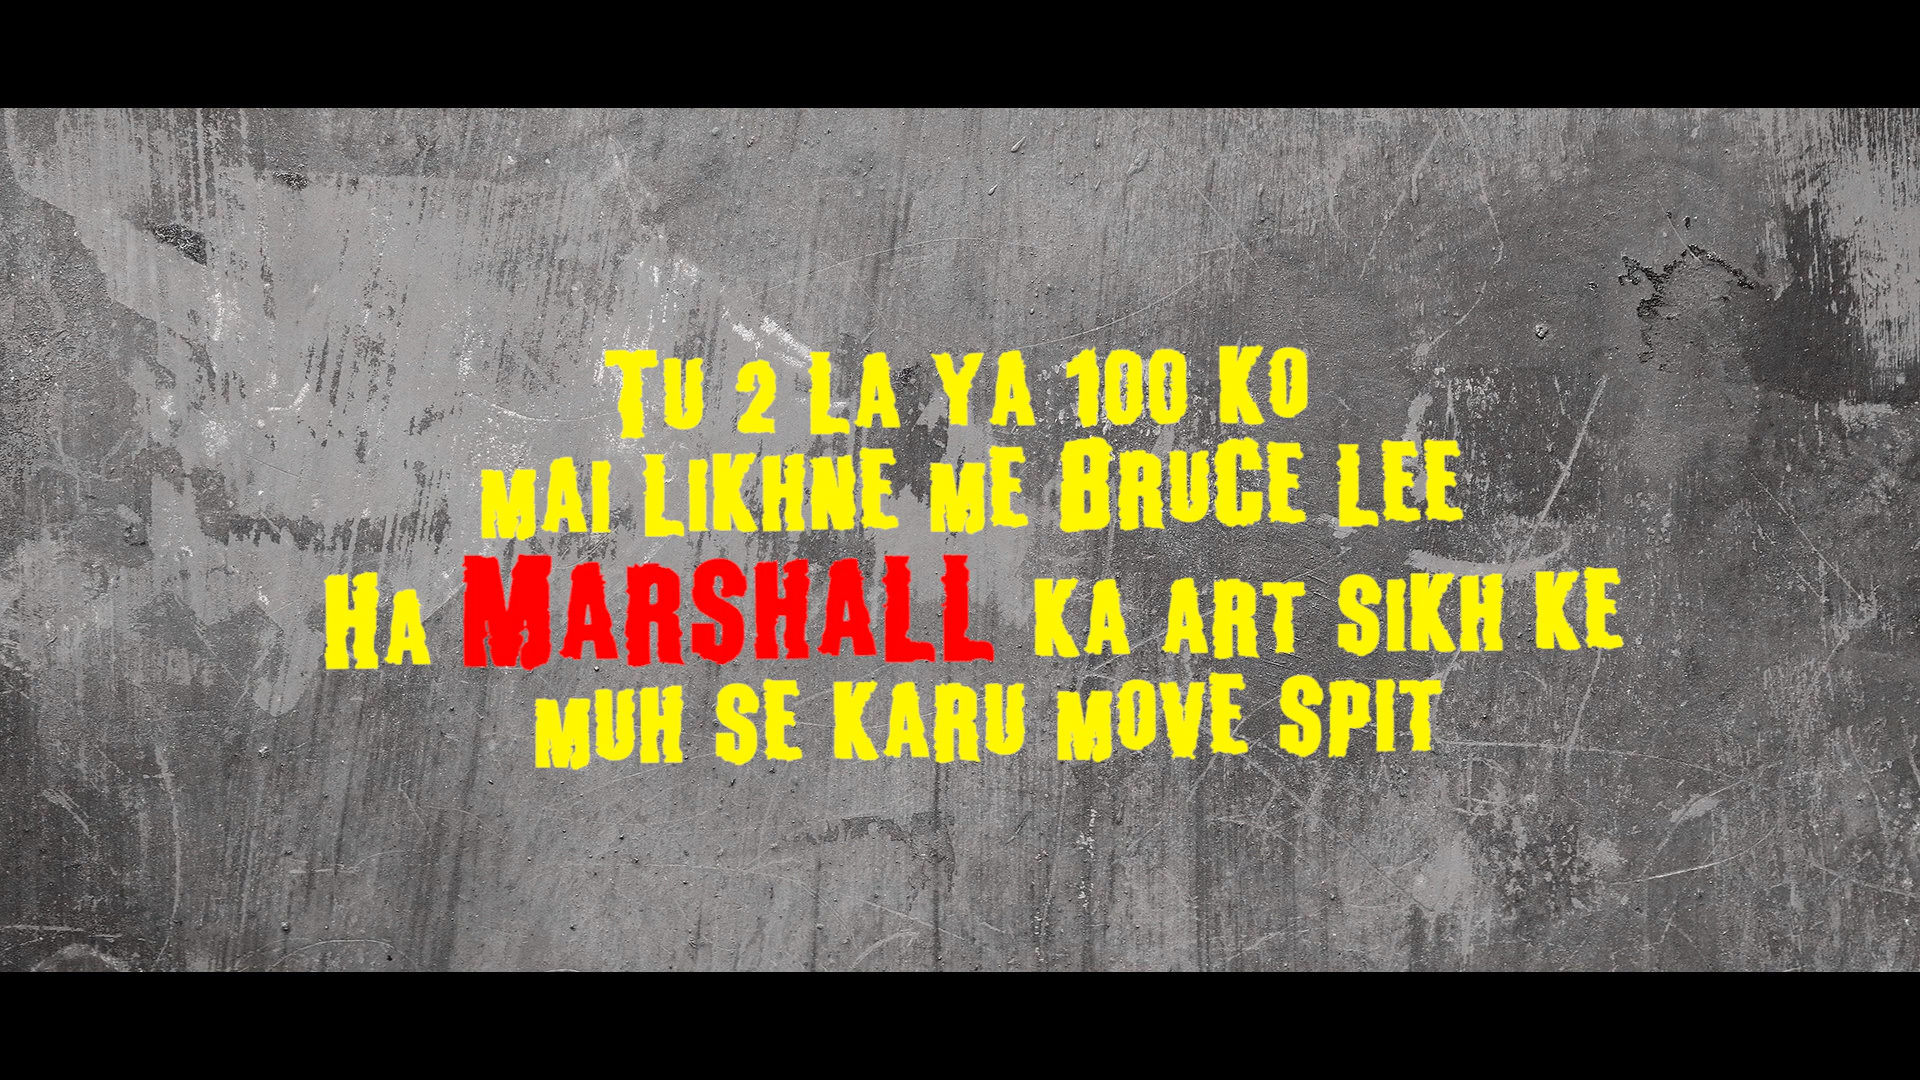 Tu 2 la ya 100 ko
mai likhne me Bruce Lee
Ha Marshall ka art sikh ke
muh se karu move spit